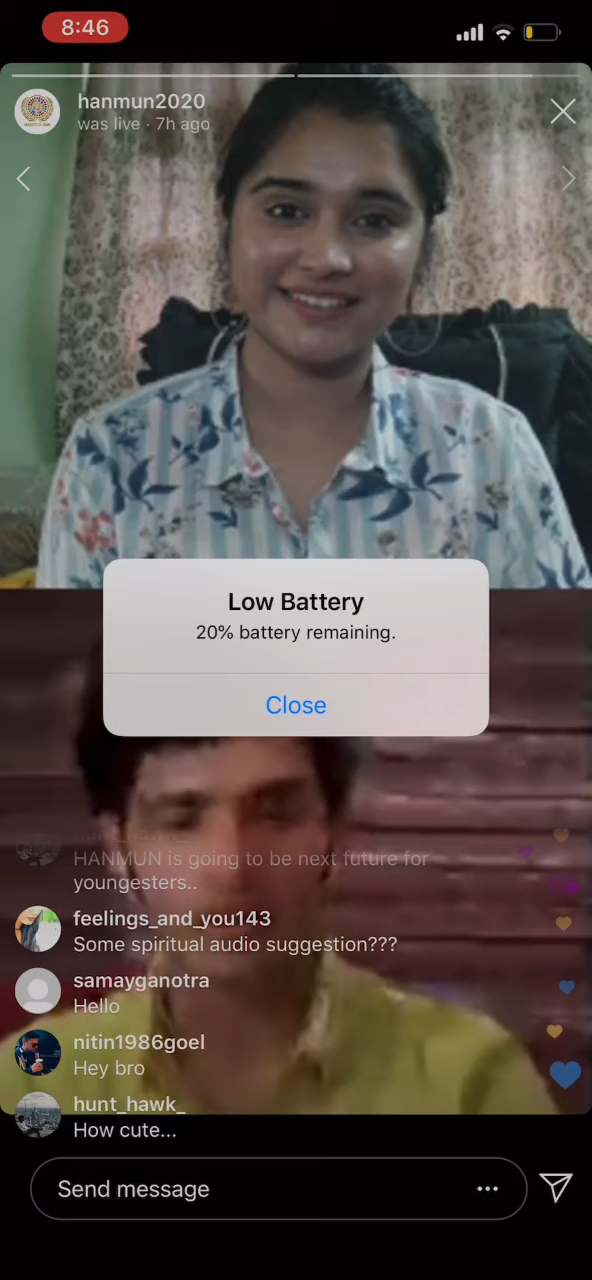 8:46
hanmun2020
was live · 7h ago
Low Battery
20% battery remaining.
Close
HANMUN is going to be next future for
youngesters..
feelings_and_you143
Some spiritual audio suggestion???
samayganotra
Hello
nitin1986goel
Hey bro
hunt_hawk_
How cute...
Send message